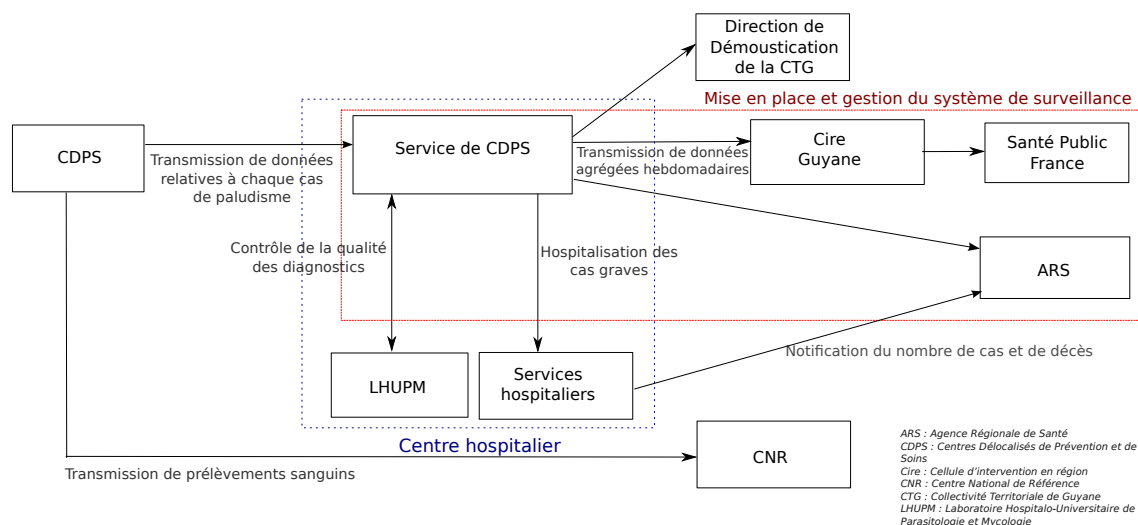 Direction de
Démoustication
de la CTG
Mise en place et gestion du système de surveillance
CDPS
Transmission de données
relatives à chaque cas
de paludisme
Service de CDPS
Transmission de données
agrégées hebdomadaires
Cire
Guyane
Santé Public
France
Contrôle de la qualité
des diagnostics
Hospitalisation des
cas graves
ARS
LHUPM
Services
hospitaliers
Notification du nombre de cas et de décès
Centre hospitalier
Transmission de prélèvements sanguins
CNR
ARS : Agence Régionale de Santé
CDPS : Centres Délocalisés de Prévention et de
Soins
Cire : Cellule d'intervention en région
CNR : Centre National de Référence
CTG : Collectivité Territoriale de Guyane
LHUPM : Laboratoire Hospitalo-Universitaire de
Parasitologie et Mycologie